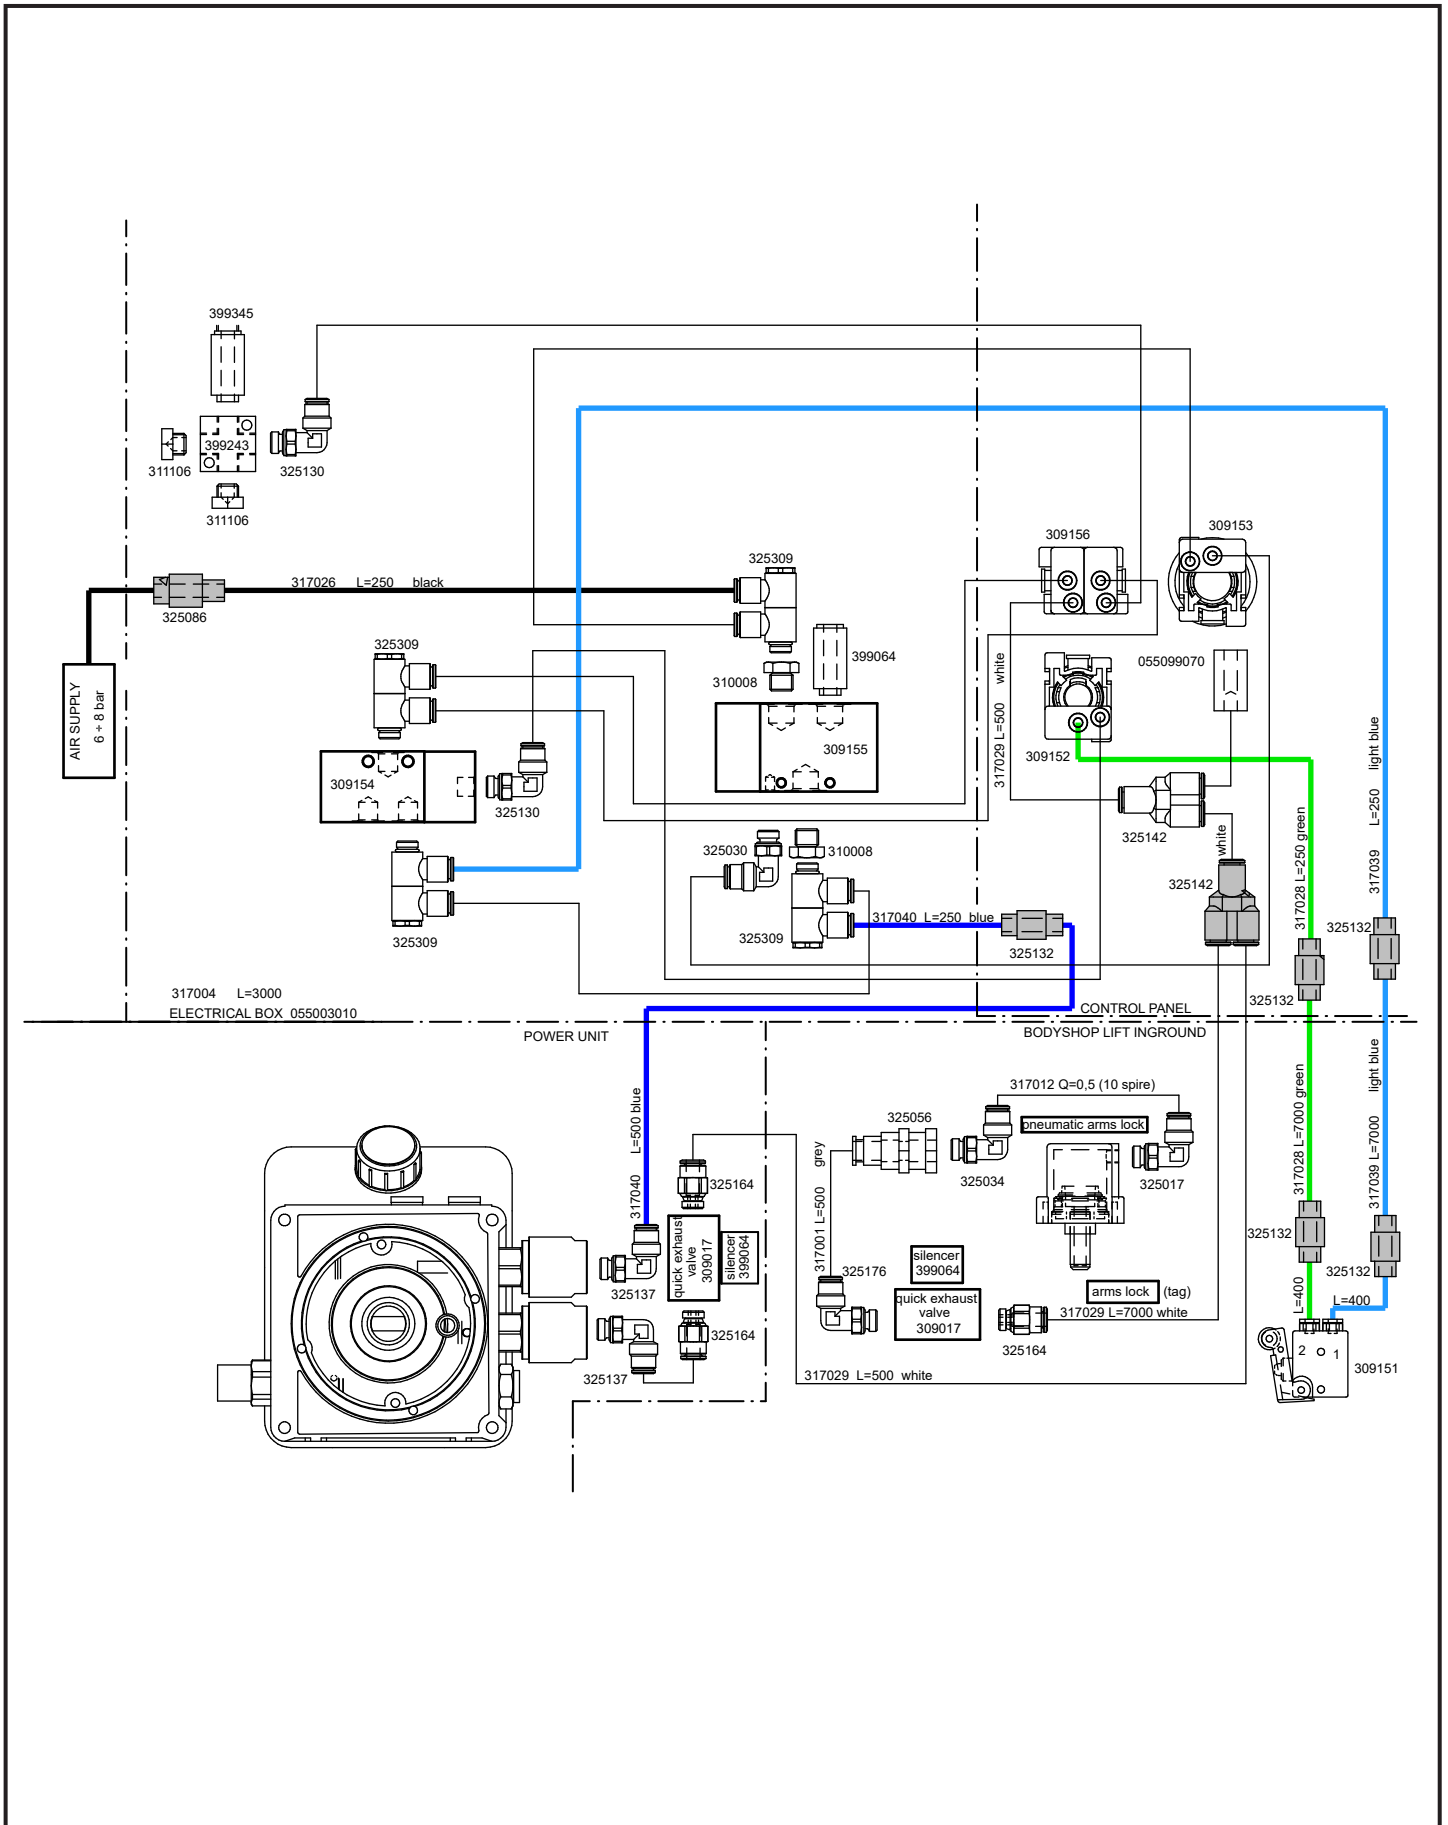 399345
399243
311106
325130
311106
309156
309153
325309
317026 L=250 black
325086
325309
399064
055099070
310008
AIR SUPPLY
6 ÷ 8 bar
309155
309154
325130
317029 L=500 white
309152
light blue
L=250
317039
325142
white
325030
310008
325142
317028 L=250 green
325309
325309
317040 L=250 blue
325132
325132
325132
317004 L=3000
ELECTRICAL BOX 055003010
CONTROL PANEL
POWER UNIT
BODYSHOP LIFT INGROUND
317040 L=500 blue
317012 Q=0,5 (10 spire)
325056
pneumatic arms lock
325034
325017
317028 L=7000 green
317039 L=7000 light blue
325164
317001 L=500 grey
quick exhaust
valve
309017
silencer
399064
325137
325176
silencer
399064
quick exhaust
valve
309017
arms lock (tag)
317029 L=7000 white
325164
325132
325132
L=400
L=400
325164
325137
317029 L=500 white
2
1
309151